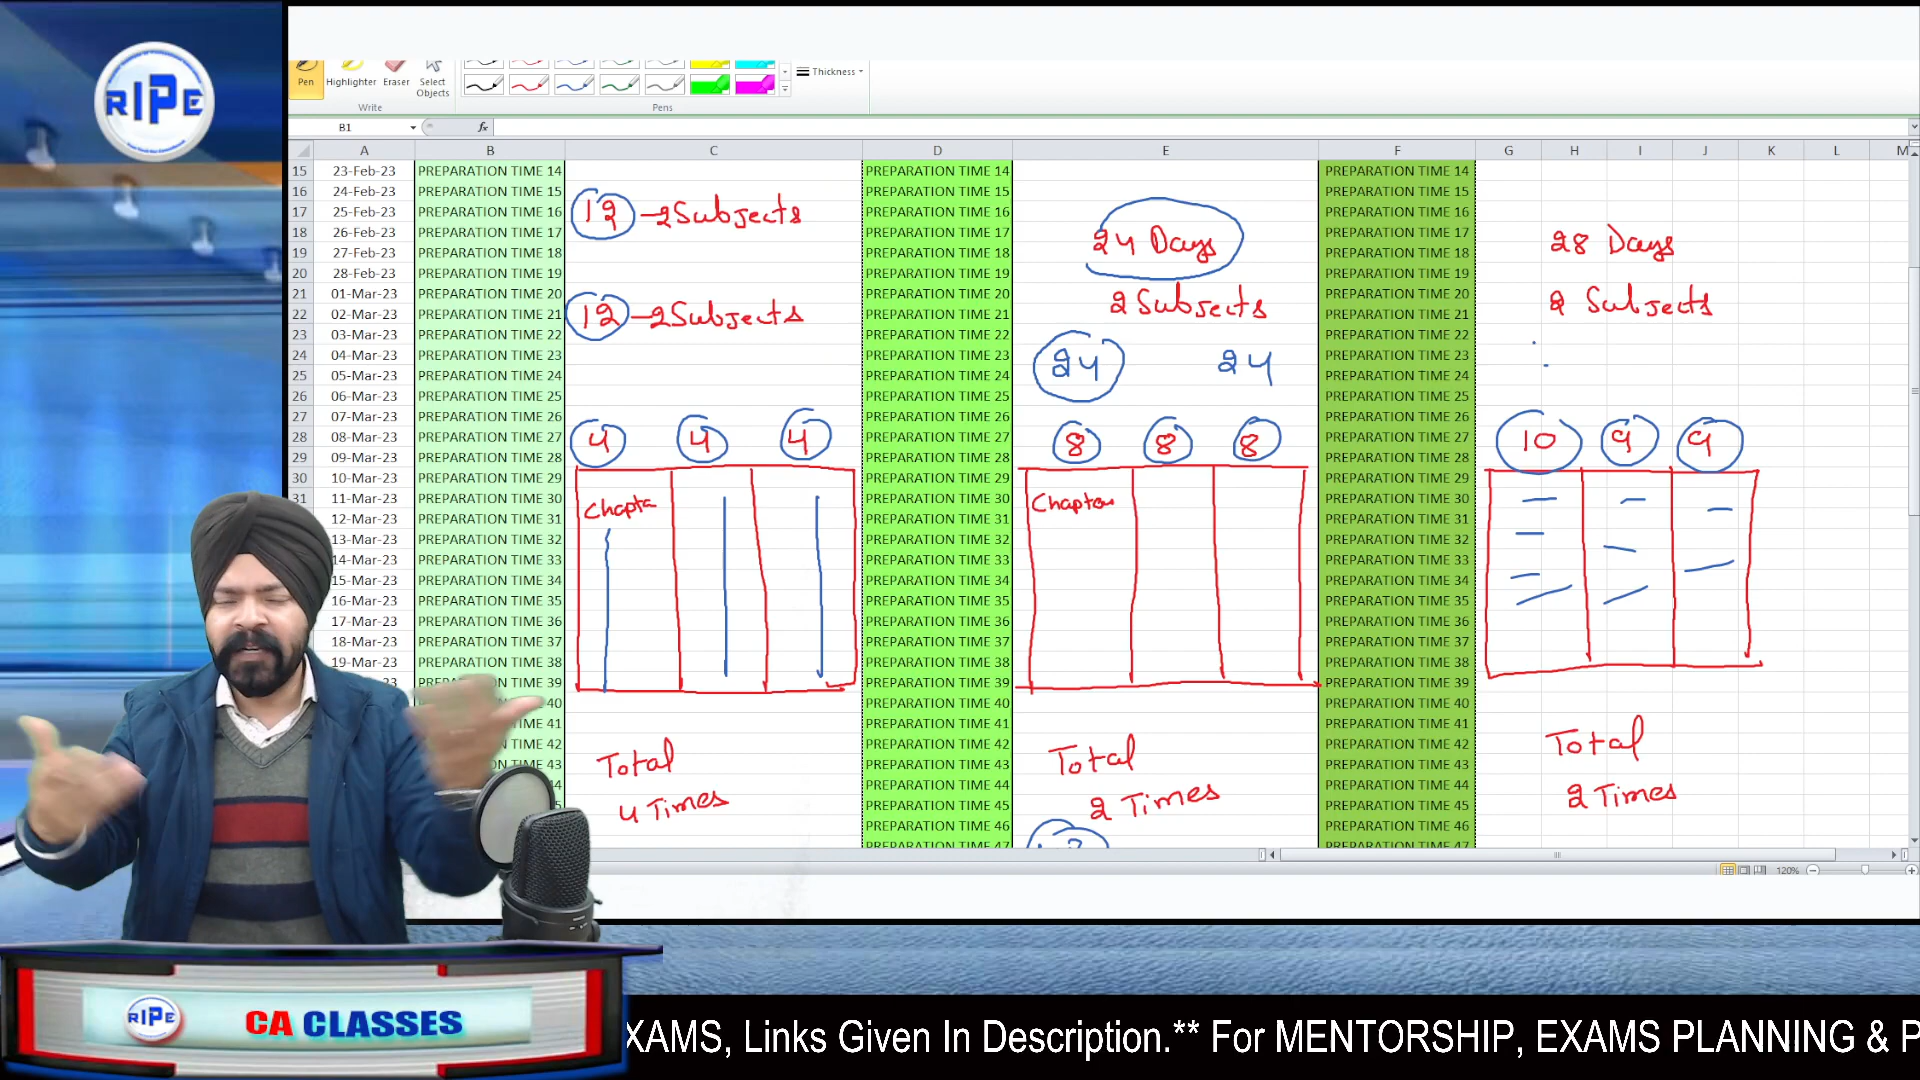 RIPE
Pen
Highlighter
Eraser
Select
Objects
Thickness
Write
Pens
B1
fx
A B C D E F G H I J K L M
15 23-Feb-23 PREPARATION TIME 14 PREPARATION TIME 14 PREPARATION TIME 14
16 24-Feb-23 PREPARATION TIME 15 PREPARATION TIME 15 PREPARATION TIME 15
17 25-Feb-23 PREPARATION TIME 16 PREPARATION TIME 16 PREPARATION TIME 16
18 26-Feb-23 PREPARATION TIME 17 PREPARATION TIME 17 PREPARATION TIME 17
19 27-Feb-23 PREPARATION TIME 18 PREPARATION TIME 18 PREPARATION TIME 18
20 28-Feb-23 PREPARATION TIME 19 PREPARATION TIME 19 PREPARATION TIME 19
21 01-Mar-23 PREPARATION TIME 20 PREPARATION TIME 20 PREPARATION TIME 20
22 02-Mar-23 PREPARATION TIME 21 PREPARATION TIME 21 PREPARATION TIME 21
23 03-Mar-23 PREPARATION TIME 22 PREPARATION TIME 22 PREPARATION TIME 22
24 04-Mar-23 PREPARATION TIME 23 PREPARATION TIME 23 PREPARATION TIME 23
25 05-Mar-23 PREPARATION TIME 24 PREPARATION TIME 24 PREPARATION TIME 24
26 06-Mar-23 PREPARATION TIME 25 PREPARATION TIME 25 PREPARATION TIME 25
27 07-Mar-23 PREPARATION TIME 26 PREPARATION TIME 26 PREPARATION TIME 26
28 08-Mar-23 PREPARATION TIME 27 PREPARATION TIME 27 PREPARATION TIME 27
29 09-Mar-23 PREPARATION TIME 28 PREPARATION TIME 28 PREPARATION TIME 28
30 10-Mar-23 PREPARATION TIME 29 PREPARATION TIME 29 PREPARATION TIME 29
31 11-Mar-23 PREPARATION TIME 30 PREPARATION TIME 30 PREPARATION TIME 30
12-Mar-23 PREPARATION TIME 31 PREPARATION TIME 31 PREPARATION TIME 31
13-Mar-23 PREPARATION TIME 32 PREPARATION TIME 32 PREPARATION TIME 32
14-Mar-23 PREPARATION TIME 33 PREPARATION TIME 33 PREPARATION TIME 33
15-Mar-23 PREPARATION TIME 34 PREPARATION TIME 34 PREPARATION TIME 34
16-Mar-23 PREPARATION TIME 35 PREPARATION TIME 35 PREPARATION TIME 35
17-Mar-23 PREPARATION TIME 36 PREPARATION TIME 36 PREPARATION TIME 36
18-Mar-23 PREPARATION TIME 37 PREPARATION TIME 37 PREPARATION TIME 37
19-Mar-23 PREPARATION TIME 38 PREPARATION TIME 38 PREPARATION TIME 38
-23 PREPARATION TIME 39 PREPARATION TIME 39 PREPARATION TIME 39
40 PREPARATION TIME 40 PREPARATION TIME 40
TIME 41 PREPARATION TIME 41 PREPARATION TIME 41
TIME 42 PREPARATION TIME 42 PREPARATION TIME 42
43 PREPARATION TIME 43 PREPARATION TIME 43
44 PREPARATION TIME 44 PREPARATION TIME 44
PREPARATION TIME 45 PREPARATION TIME 45
PREPARATION TIME 46 PREPARATION TIME 46
PREPARATION TIME 47 PREPARATION TIME 47
12 - 2 Subjects
12 - 2 Subjects
4 4 4
Chapte
Total
4 Times
24 Days
2 Subjects
24 24
8 8 8
Chapter
Total
2 Times
28 Days
2 Subjects
10 9 9
Total
2 Times
120%
RIPE CA CLASSES
XAMS, Links Given In Description.** For MENTORSHIP, EXAMS PLANNING & P